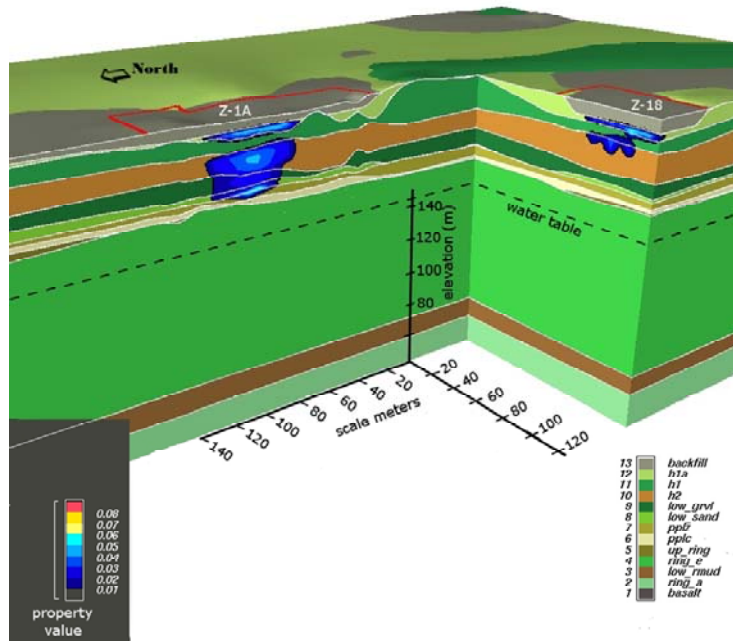 North
Z-1A
Z-18
140
120
100
80
elevation (m)
water table
20
40
60
80
100
120
140
scale meters
20
40
60
80
100
120
13 backfill
12 h1a
11 h1
10 h2
9 low_grvl
8 low_sand
7 pplz
6 pplc
5 up_ring
4 ring_e
3 low_rmud
2 ring_a
1 basalt
0.08
0.07
0.06
0.05
0.04
0.03
0.02
0.01
property
value